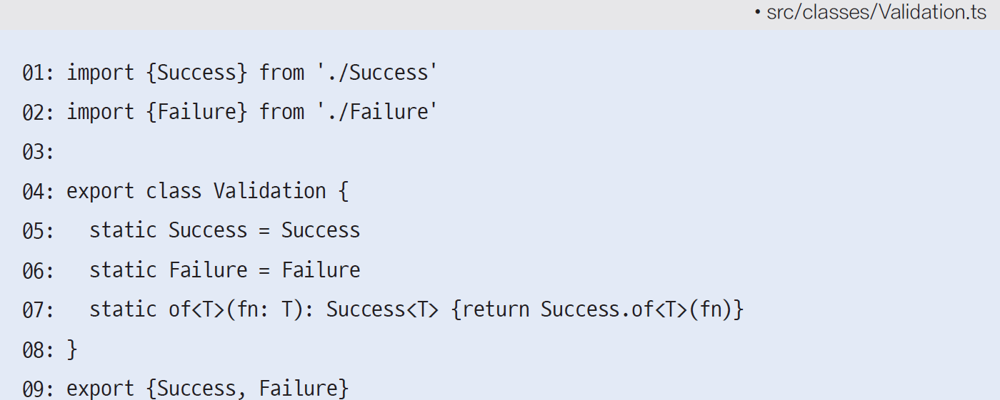 • src/classes/Validation.ts
01: import {Success} from './Success'
02: import {Failure} from './Failure'
03:
04: export class Validation {
05:   static Success = Success
06:   static Failure = Failure
07:   static of<T>(fn: T): Success<T> {return Success.of<T>(fn)}
08: }
09: export {Success, Failure}